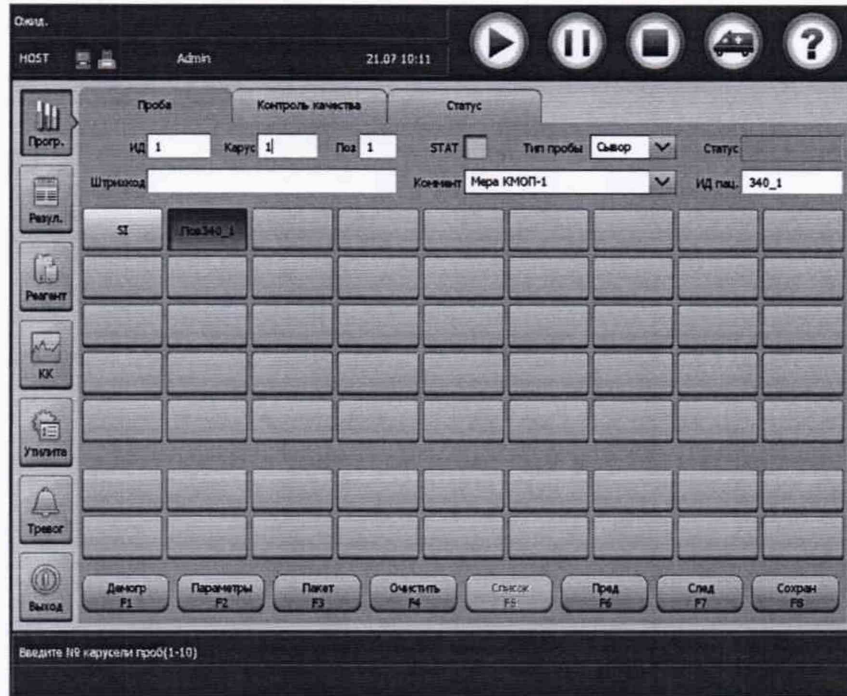 Ожид.
HOST Admin 21.07 10:11
?
Прогр.
Проба Контроль качества Статус
ИД 1 Карус 1 Поз 1 STAT Тип пробы Сывор Статус
Штрихкод Коммент Мера КМОП-1 ИД пац. 340_1
Резул.
SI Пов340_1
Реагент
КК
Утилита
Тревог
Выход
Демогр F1 Параметры F2 Пакет F3 Очистить F4 Список F5 Пред F6 След F7 Сохран F8
Введите № карусели проб(1-10)